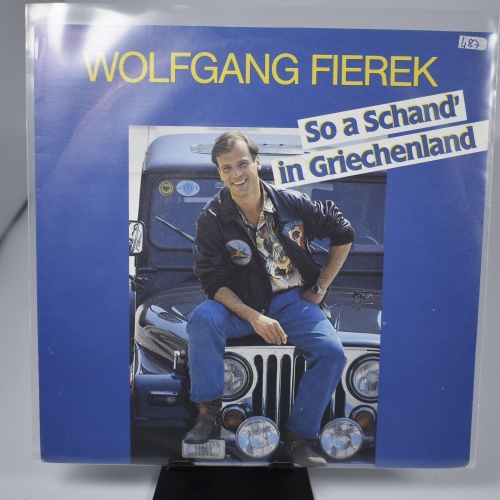 487
WOLFGANG FIEREK
So a Schand'
in Griechenland